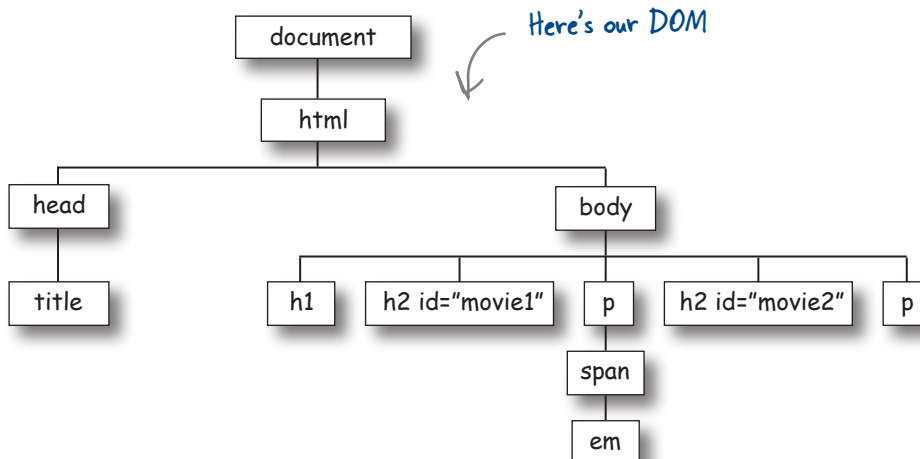 Here's our DOM
document
html
head
body
title
h1
h2 id="movie1"
p
h2 id="movie2"
p
span
em